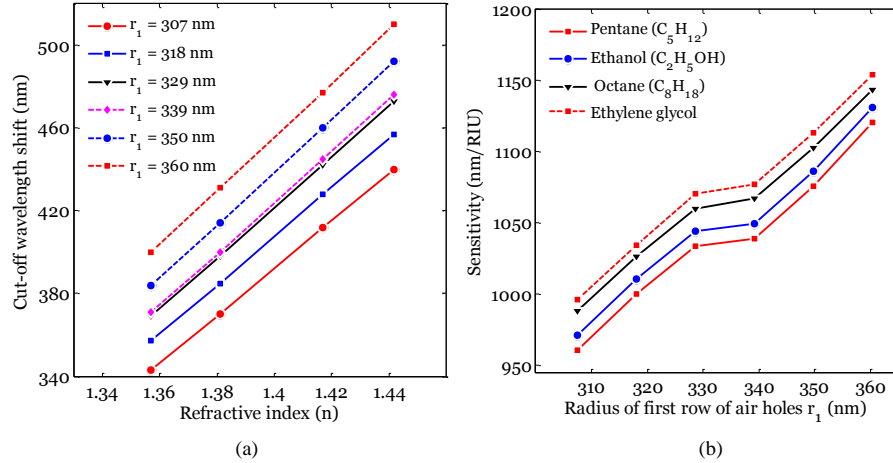 r₁ = 307 nm
r₁ = 318 nm
r₁ = 329 nm
r₁ = 339 nm
r₁ = 350 nm
r₁ = 360 nm
500
460
420
380
340
Cut-off wavelength shift (nm)
1.34 1.36 1.38 1.4 1.42 1.44
Refractive index (n)
(a)
Pentane (C₅H₁₂)
Ethanol (C₂H₅OH)
Octane (C₈H₁₈)
Ethylene glycol
1200
1150
1100
1050
1000
950
Sensitivity (nm/RIU)
310 320 330 340 350 360
Radius of first row of air holes r₁ (nm)
(b)